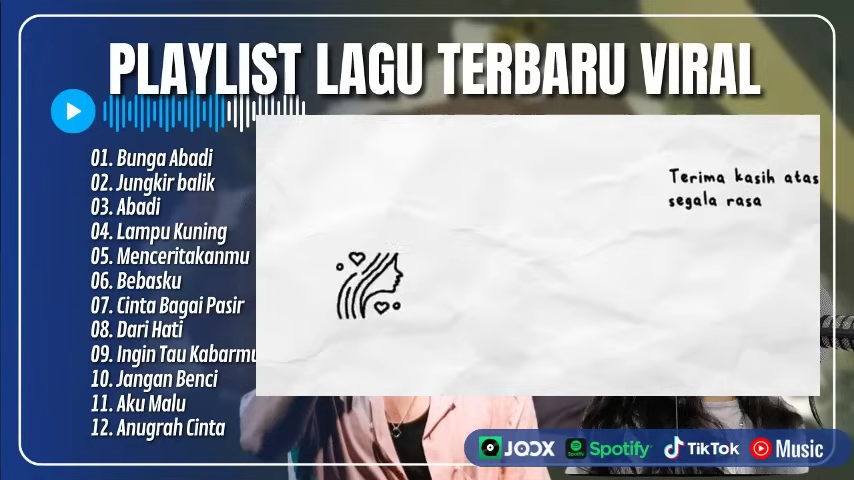 PLAYLIST LAGU TERBARU VIRAL
01. Bunga Abadi
02. Jungkir balik
03. Abadi
04. Lampu Kuning
05. Menceritakanmu
06. Bebasku
07. Cinta Bagai Pasir
08. Dari Hati
09. Ingin Tau Kabarmu
10. Jangan Benci
11. Aku Malu
12. Anugrah Cinta
Terima kasih atas
segala rasa
JOOX Spotify Spotify TikTok Music